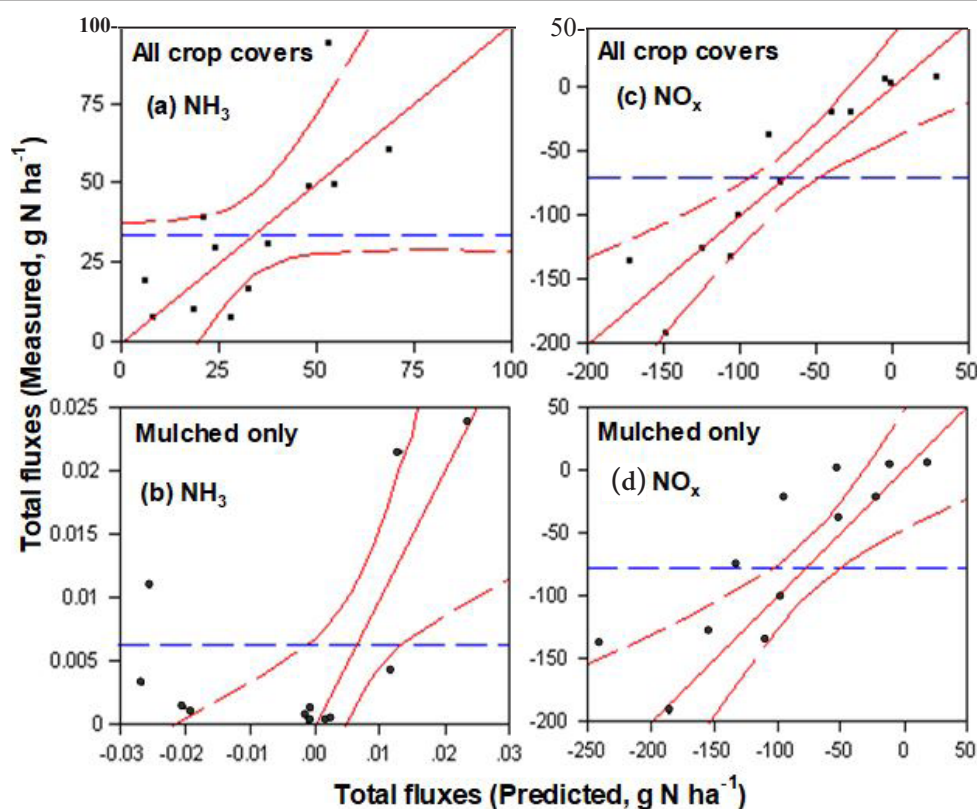 Total fluxes (Measured, g N ha⁻¹)
100-
75
50
25
0
All crop covers
(a) NH₃
0 25 50 75 100
50-
0
-50
-100
-150
-200
All crop covers
(c) NOₓ
-200 -150 -100 -50 0 50
0.025
0.02
0.015
0.01
0.005
0
Mulched only
(b) NH₃
-0.03 -0.02 -0.01 .00 .01 .02 .03
50
0
-50
-100
-150
-200
Mulched only
(d) NOₓ
-250 -200 -150 -100 -50 0 50
Total fluxes (Predicted, g N ha⁻¹)